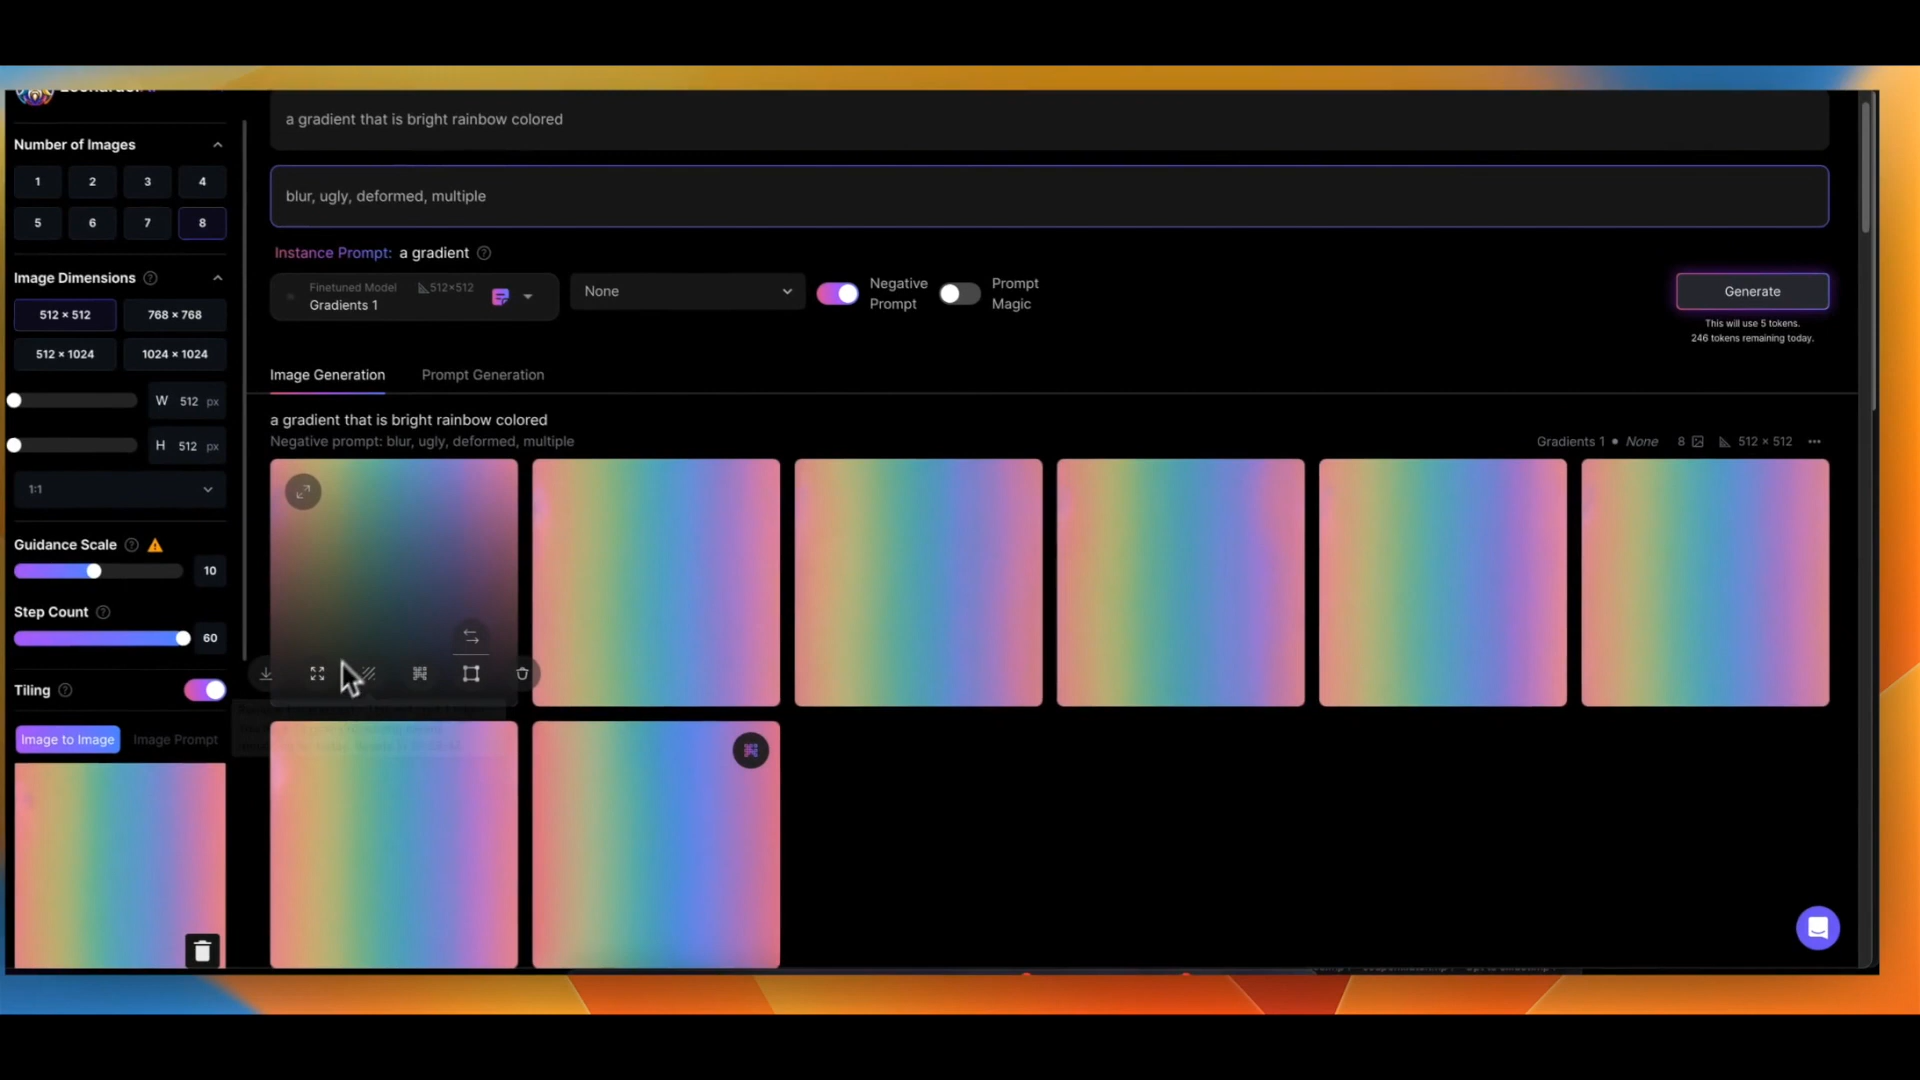 a gradient that is bright rainbow colored
Number of Images
1 2 3 4
blur, ugly, deformed, multiple
5 6 7 8
Instance Prompt: a gradient
Image Dimensions
Finetuned Model 512×512
Gradients 1
None
Negative Prompt
Prompt Magic
Generate
This will use 5 tokens.
246 tokens remaining today.
512 × 512 768 × 768
512 × 1024 1024 × 1024
Image Generation Prompt Generation
W 512 px
H 512 px
a gradient that is bright rainbow colored
Negative prompt: blur, ugly, deformed, multiple
Gradients 1 • None 8 512 × 512
1:1
Guidance Scale
10
Step Count
60
Tiling
Image to Image Image Prompt